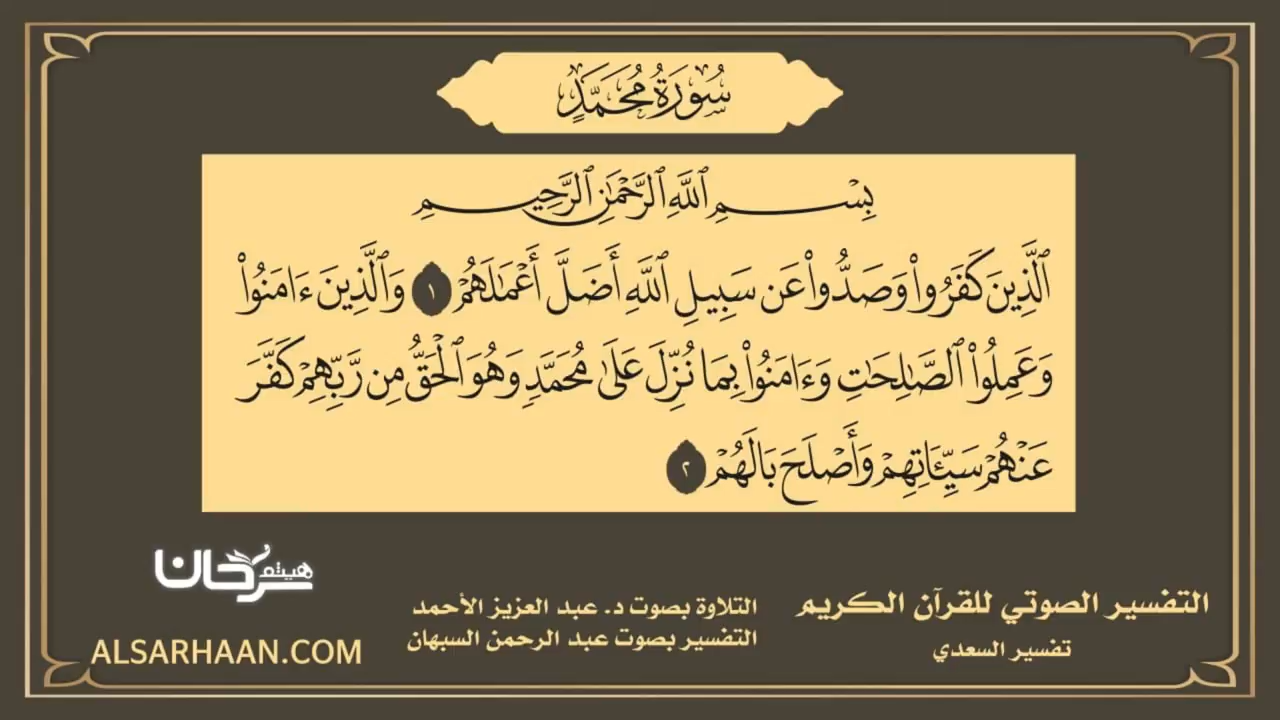 سُورَةُ مُحَمَّدٍ
بِسْمِ ٱللَّهِ ٱلرَّحْمَٰنِ ٱلرَّحِيمِ
ٱلَّذِينَ كَفَرُوا۟ وَصَدُّوا۟ عَن سَبِيلِ ٱللَّهِ أَضَلَّ أَعْمَٰلَهُمْ ١ وَٱلَّذِينَ ءَامَنُوا۟
وَعَمِلُوا۟ ٱلصَّٰلِحَٰتِ وَءَامَنُوا۟ بِمَا نُزِّلَ عَلَىٰ مُحَمَّدٍ وَهُوَ ٱلْحَقُّ مِن رَّبِّهِمْ كَفَّرَ
عَنْهُمْ سَيِّـَٔاتِهِمْ وَأَصْلَحَ بَالَهُمْ ٢
هيثم سرحان
ALSARHAAN.COM
التفسير الصوتي للقرآن الكريم
تفسير السعدي
التلاوة بصوت د. عبد العزيز الأحمد
التفسير بصوت عبد الرحمن السبهان